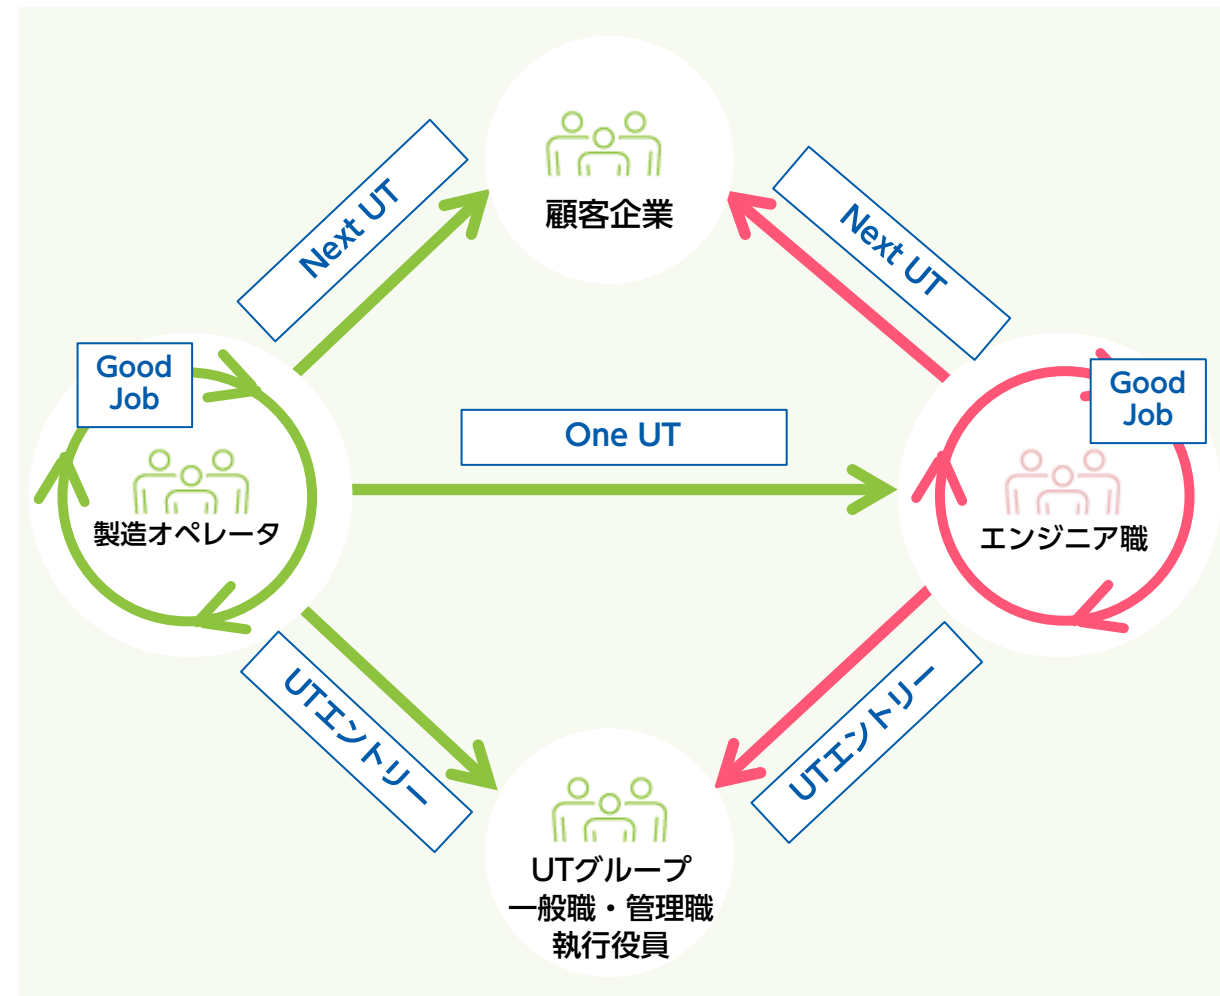 顧客企業
Next UT
Next UT
Good
Job
Good
Job
One UT
製造オペレータ
エンジニア職
UTエントリー
UTエントリー
UTグループ
一般職・管理職
執行役員